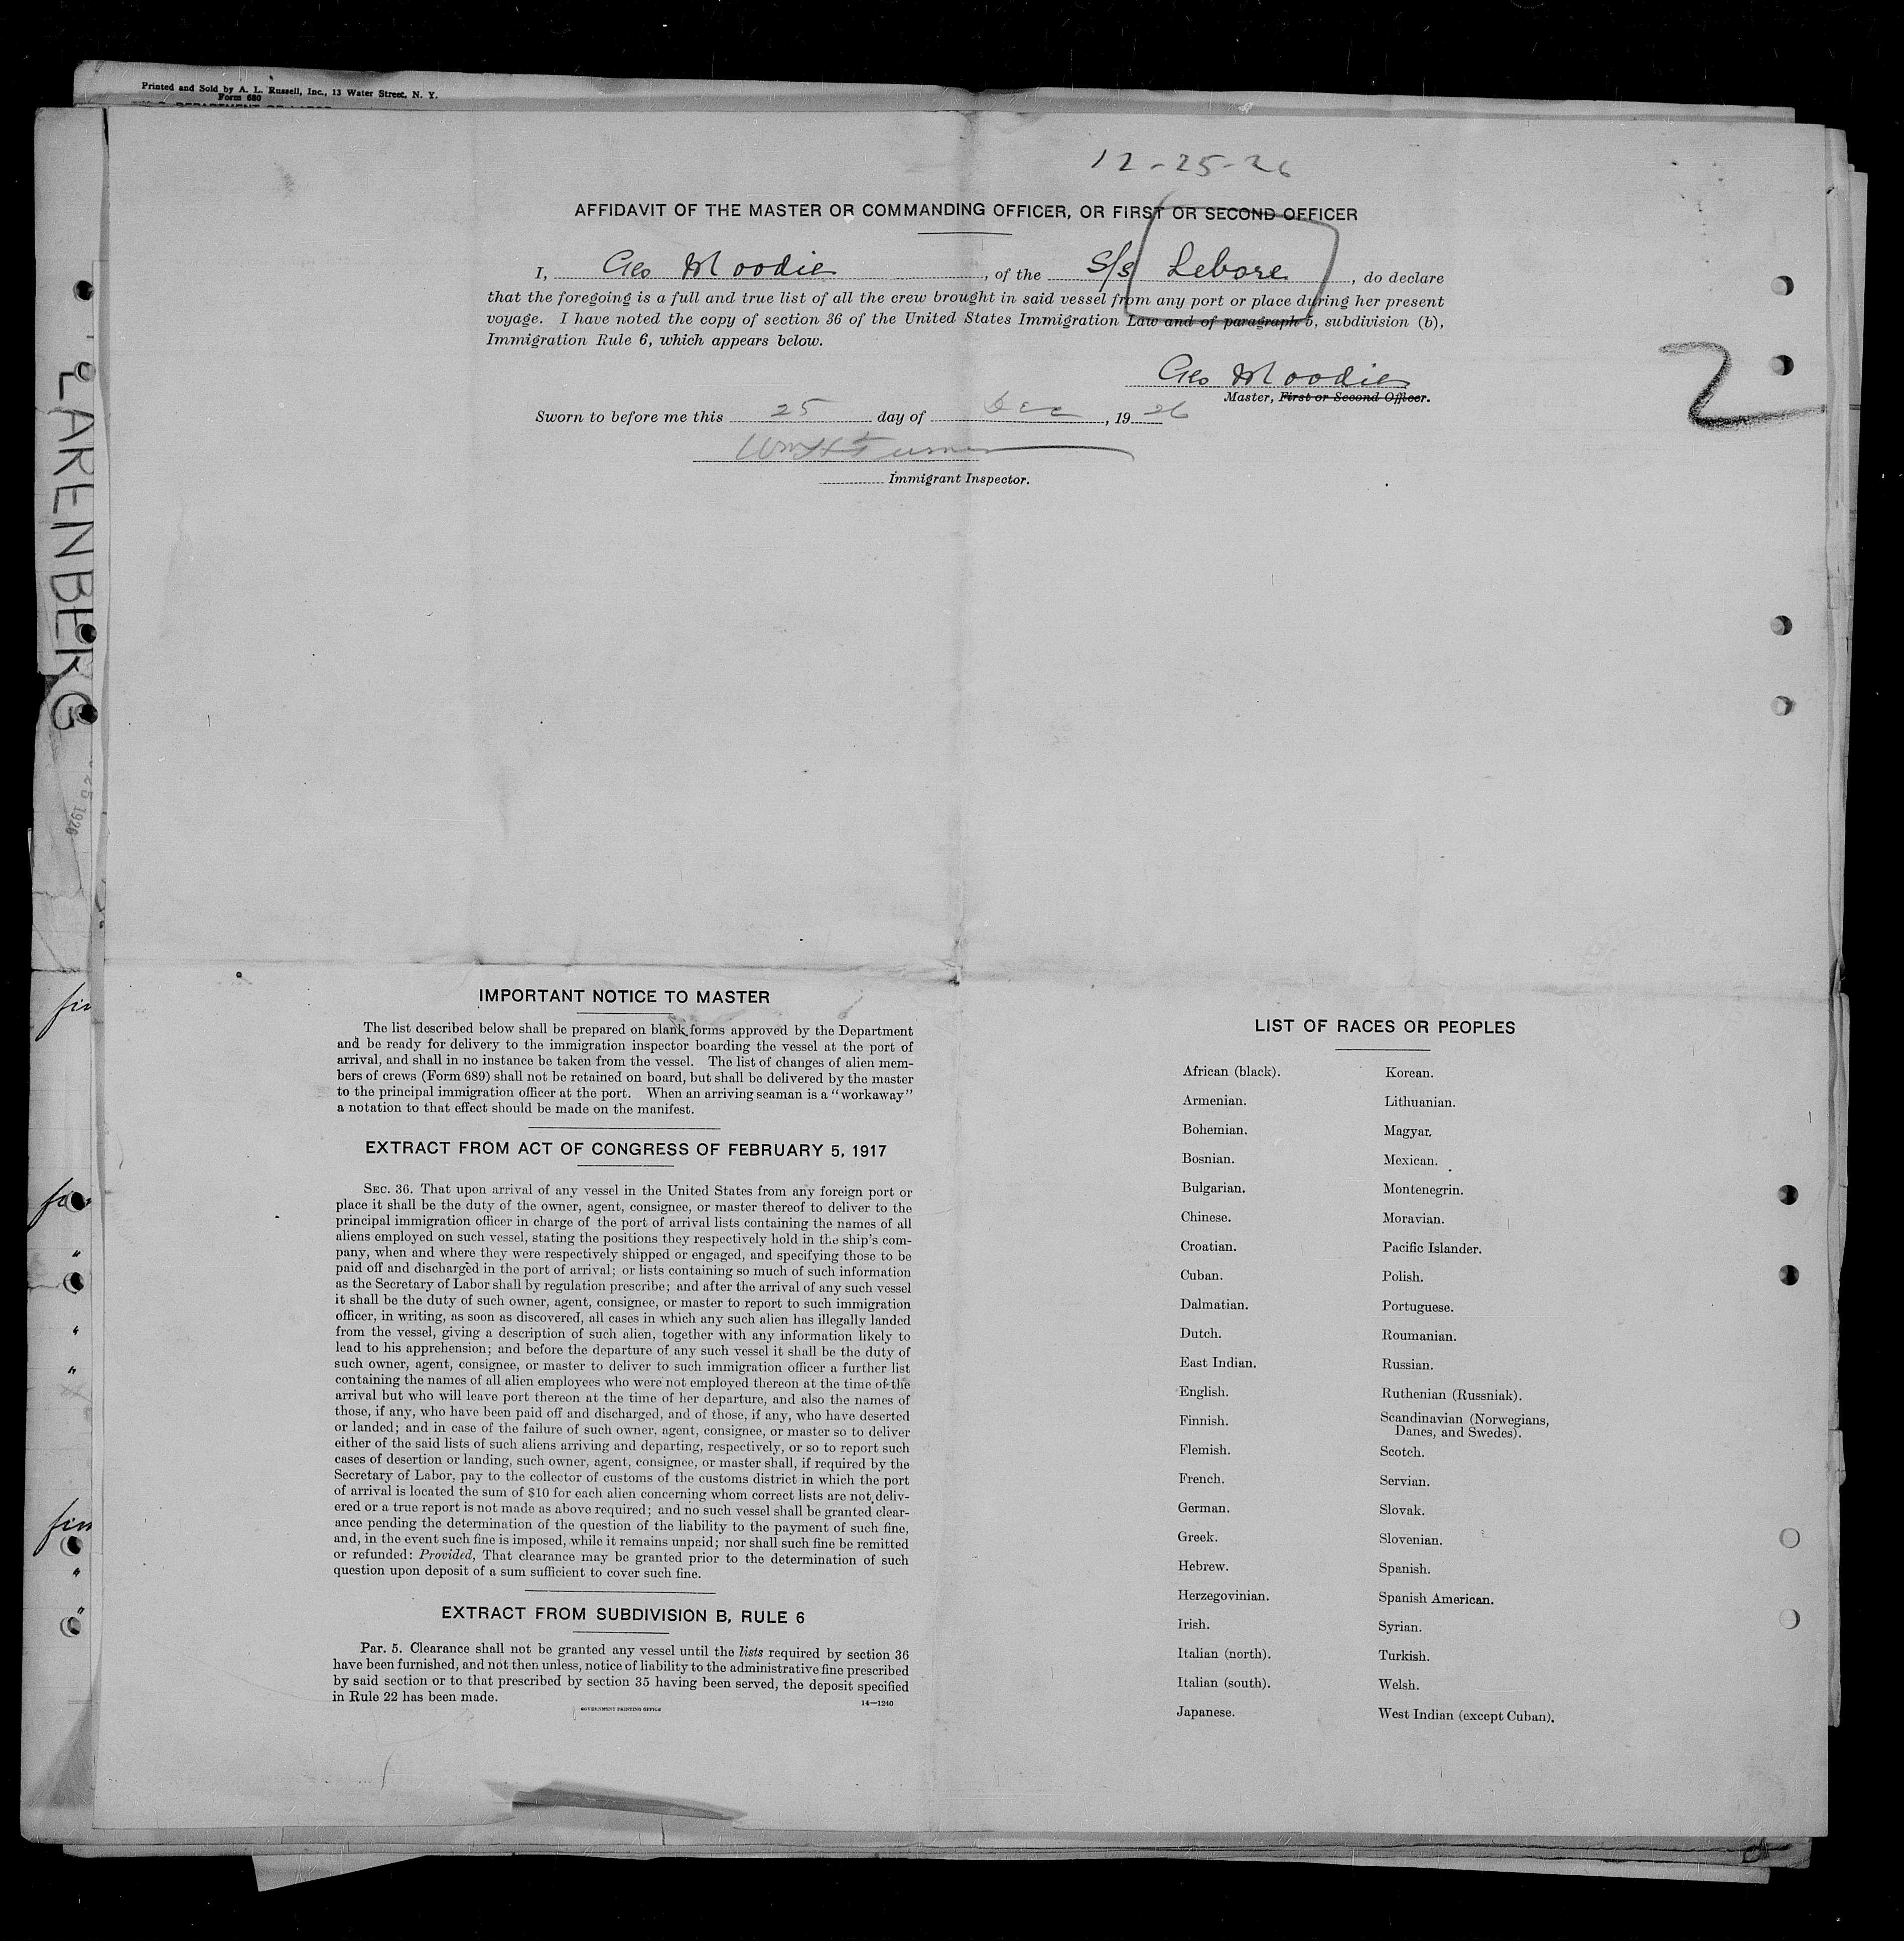 Printed and Sold by A. L. Russell, Inc., 13 Water Street, N. Y.
Form 680
12-25-26
AFFIDAVIT OF THE MASTER OR COMMANDING OFFICER, OR FIRST OR SECOND OFFICER
I, Geo Moodie, of the S/s Lebore, do declare
that the foregoing is a full and true list of all the crew brought in said vessel from any port or place during her present
voyage. I have noted the copy of section 36 of the United States Immigration Law and of paragraph 5, subdivision (b),
Immigration Rule 6, which appears below.
Geo Moodie
Master, First or Second Officer.
2
Sworn to before me this 25 day of Dec, 1926
Wm H Turner
Immigrant Inspector.
LARENBERG
25 1926
IMPORTANT NOTICE TO MASTER
The list described below shall be prepared on blank forms approved by the Department
and be ready for delivery to the immigration inspector boarding the vessel at the port of
arrival, and shall in no instance be taken from the vessel. The list of changes of alien mem-
bers of crews (Form 689) shall not be retained on board, but shall be delivered by the master
to the principal immigration officer at the port. When an arriving seaman is a "workaway"
a notation to that effect should be made on the manifest.
EXTRACT FROM ACT OF CONGRESS OF FEBRUARY 5, 1917
SEC. 36. That upon arrival of any vessel in the United States from any foreign port or
place it shall be the duty of the owner, agent, consignee, or master thereof to deliver to the
principal immigration officer in charge of the port of arrival lists containing the names of all
aliens employed on such vessel, stating the positions they respectively hold in the ship's com-
pany, when and where they were respectively shipped or engaged, and specifying those to be
paid off and discharged in the port of arrival; or lists containing so much of such information
as the Secretary of Labor shall by regulation prescribe; and after the arrival of any such vessel
it shall be the duty of such owner, agent, consignee, or master to report to such immigration
officer, in writing, as soon as discovered, all cases in which any such alien has illegally landed
from the vessel, giving a description of such alien, together with any information likely to
lead to his apprehension; and before the departure of any such vessel it shall be the duty of
such owner, agent, consignee, or master to deliver to such immigration officer a further list
containing the names of all alien employees who were not employed thereon at the time of the
arrival but who will leave port thereon at the time of her departure, and also the names of
those, if any, who have been paid off and discharged, and of those, if any, who have deserted
or landed; and in case of the failure of such owner, agent, consignee, or master so to deliver
either of the said lists of such aliens arriving and departing, respectively, or so to report such
cases of desertion or landing, such owner, agent, consignee, or master shall, if required by the
Secretary of Labor, pay to the collector of customs of the customs district in which the port
of arrival is located the sum of $10 for each alien concerning whom correct lists are not deliv-
ered or a true report is not made as above required; and no such vessel shall be granted clear-
ance pending the determination of the question of the liability to the payment of such fine,
and, in the event such fine is imposed, while it remains unpaid; nor shall such fine be remitted
or refunded: Provided, That clearance may be granted prior to the determination of such
question upon deposit of a sum sufficient to cover such fine.
EXTRACT FROM SUBDIVISION B, RULE 6
Par. 5. Clearance shall not be granted any vessel until the lists required by section 36
have been furnished, and not then unless, notice of liability to the administrative fine prescribed
by said section or to that prescribed by section 35 having been served, the deposit specified
in Rule 22 has been made.
14—1240
GOVERNMENT PRINTING OFFICE
LIST OF RACES OR PEOPLES
African (black).
Armenian.
Bohemian.
Bosnian.
Bulgarian.
Chinese.
Croatian.
Cuban.
Dalmatian.
Dutch.
East Indian.
English.
Finnish.
Flemish.
French.
German.
Greek.
Hebrew.
Herzegovinian.
Irish.
Italian (north).
Italian (south).
Japanese.
Korean.
Lithuanian.
Magyar.
Mexican.
Montenegrin.
Moravian.
Pacific Islander.
Polish.
Portuguese.
Roumanian.
Russian.
Ruthenian (Russniak).
Scandinavian (Norwegians,
Danes, and Swedes).
Scotch.
Servian.
Slovak.
Slovenian.
Spanish.
Spanish American.
Syrian.
Turkish.
Welsh.
West Indian (except Cuban).